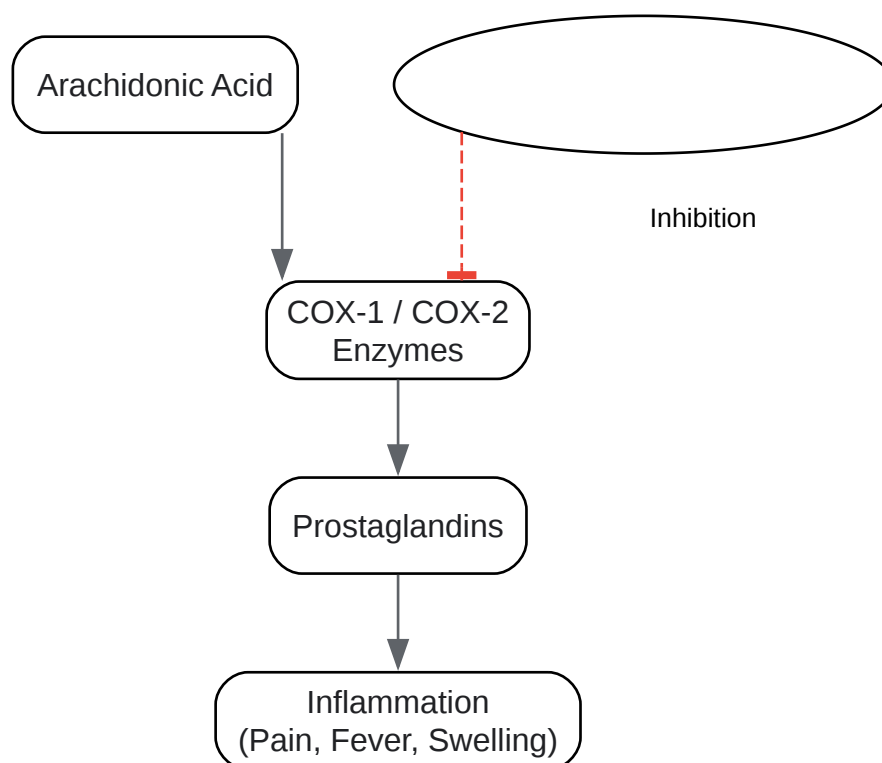 Arachidonic Acid
Inhibition
COX-1 / COX-2
Enzymes
Prostaglandins
Inflammation
(Pain, Fever, Swelling)